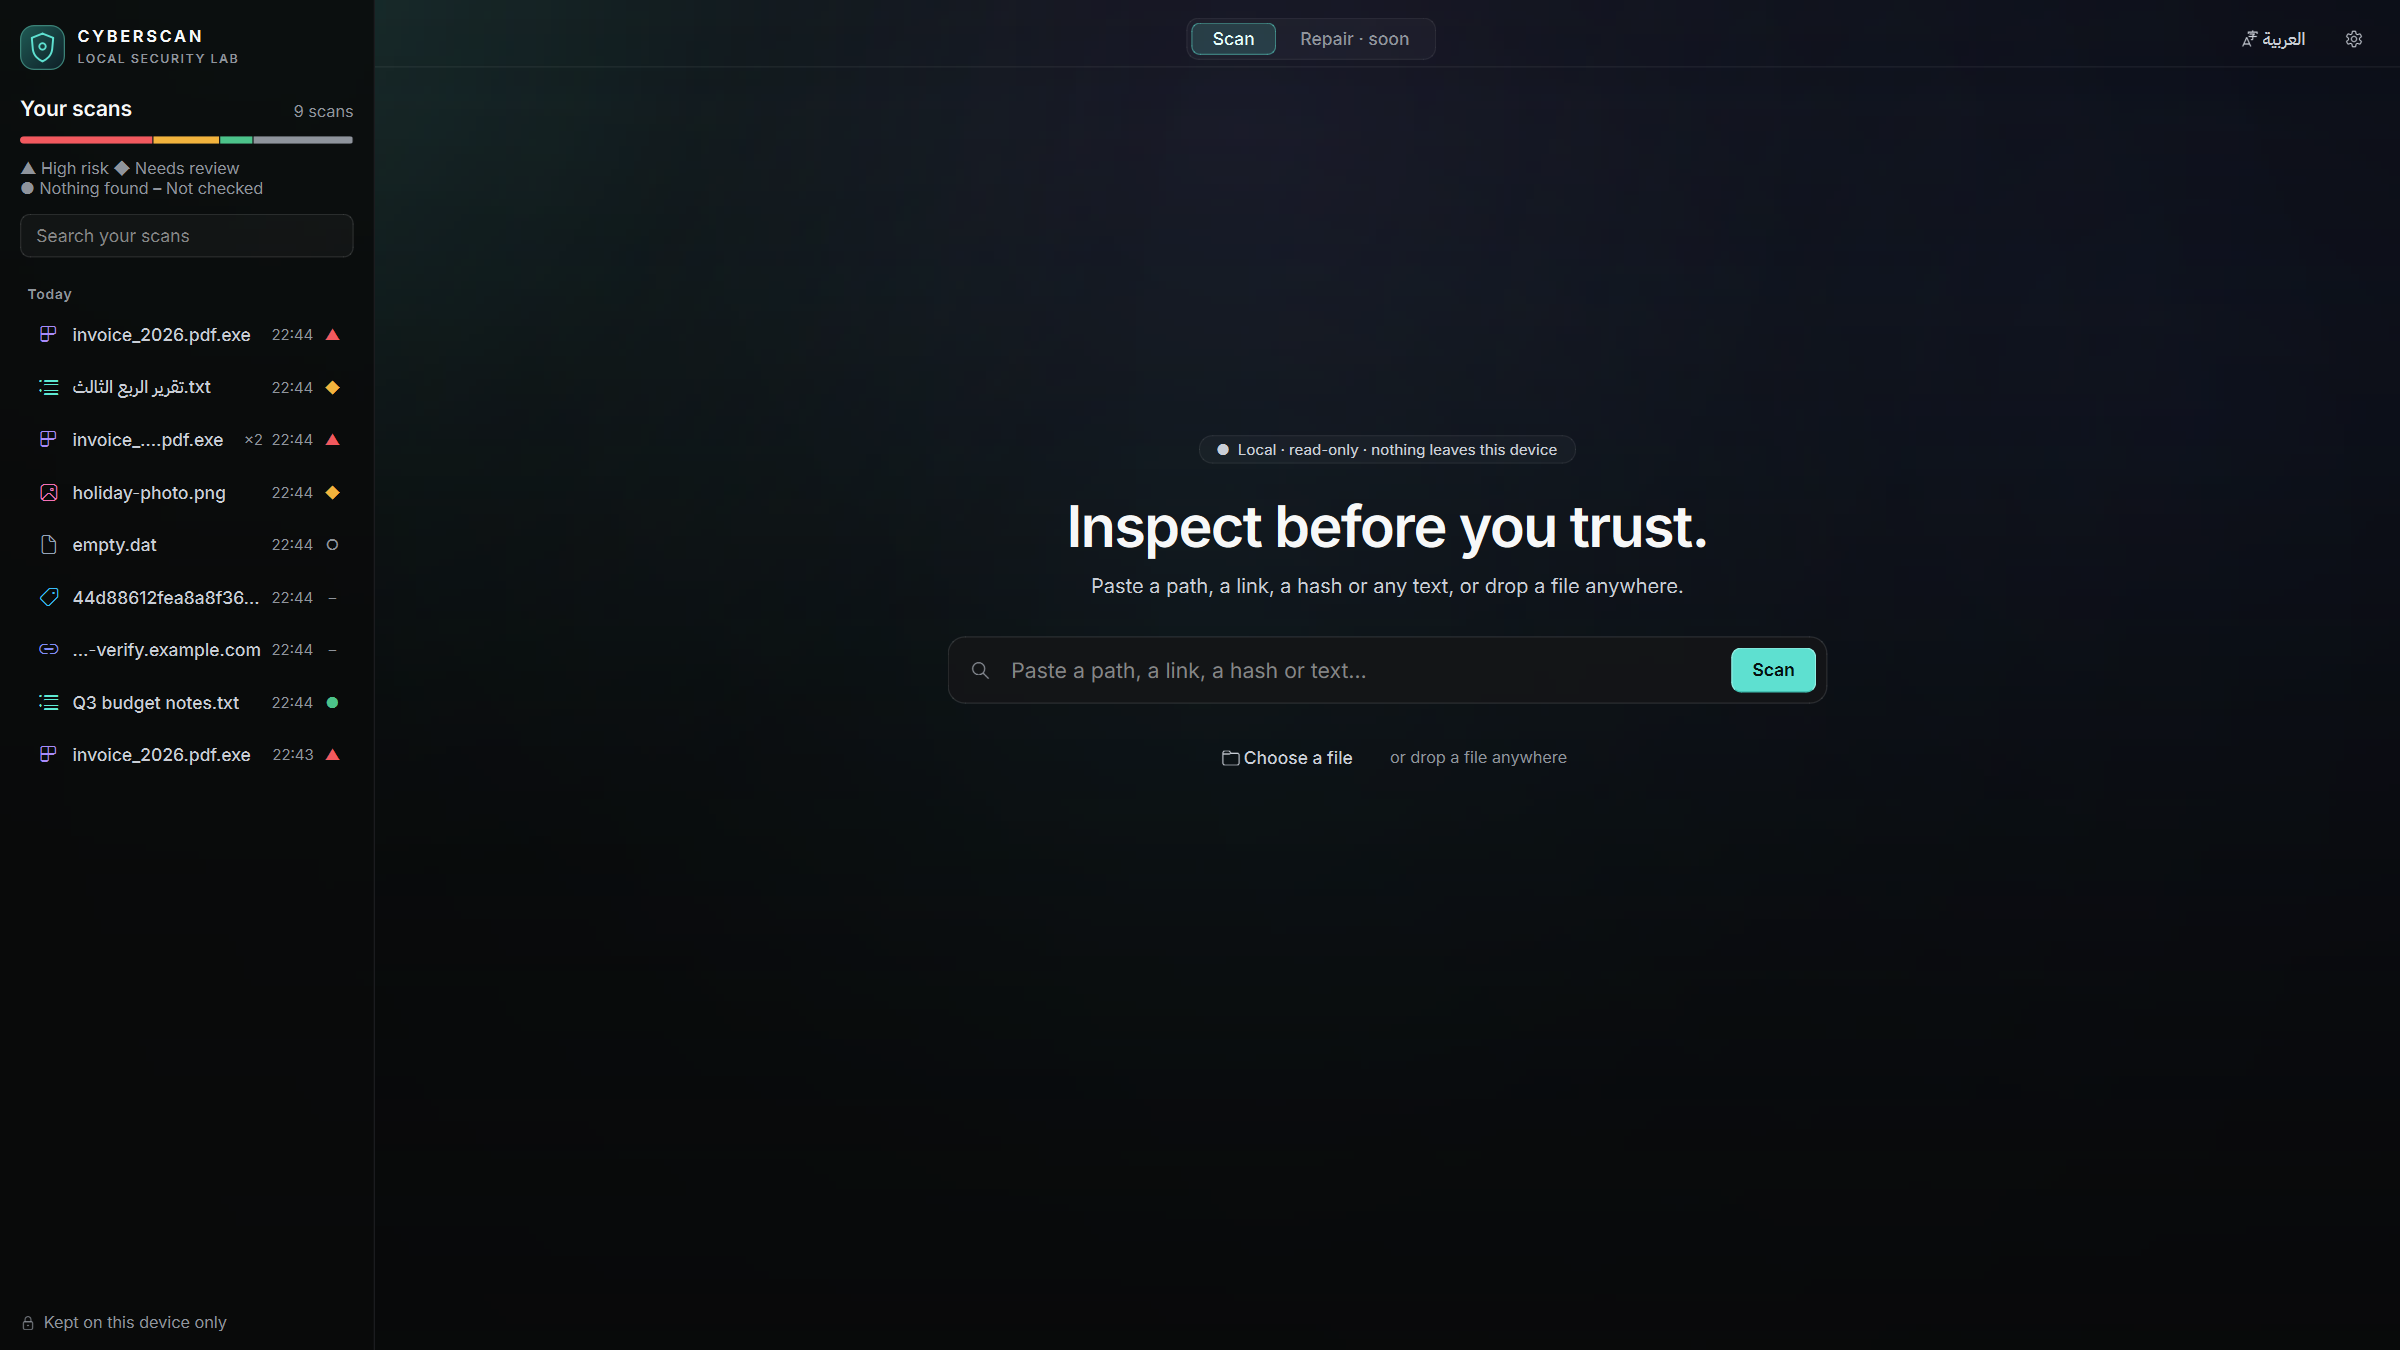 CYBERSCAN
LOCAL SECURITY LAB
Scan
Repair · soon
العربية
Your scans
9 scans
▲ High risk ◆ Needs review
● Nothing found – Not checked
Search your scans
Today
invoice_2026.pdf.exe 22:44
تقرير الربع الثالث.txt 22:44
invoice_....pdf.exe ×2 22:44
holiday-photo.png 22:44
empty.dat 22:44
44d88612fea8a8f36... 22:44 –
...-verify.example.com 22:44 –
Q3 budget notes.txt 22:44
invoice_2026.pdf.exe 22:43
Kept on this device only
Local · read-only · nothing leaves this device
Inspect before you trust.
Paste a path, a link, a hash or any text, or drop a file anywhere.
Paste a path, a link, a hash or text...
Scan
Choose a file
or drop a file anywhere